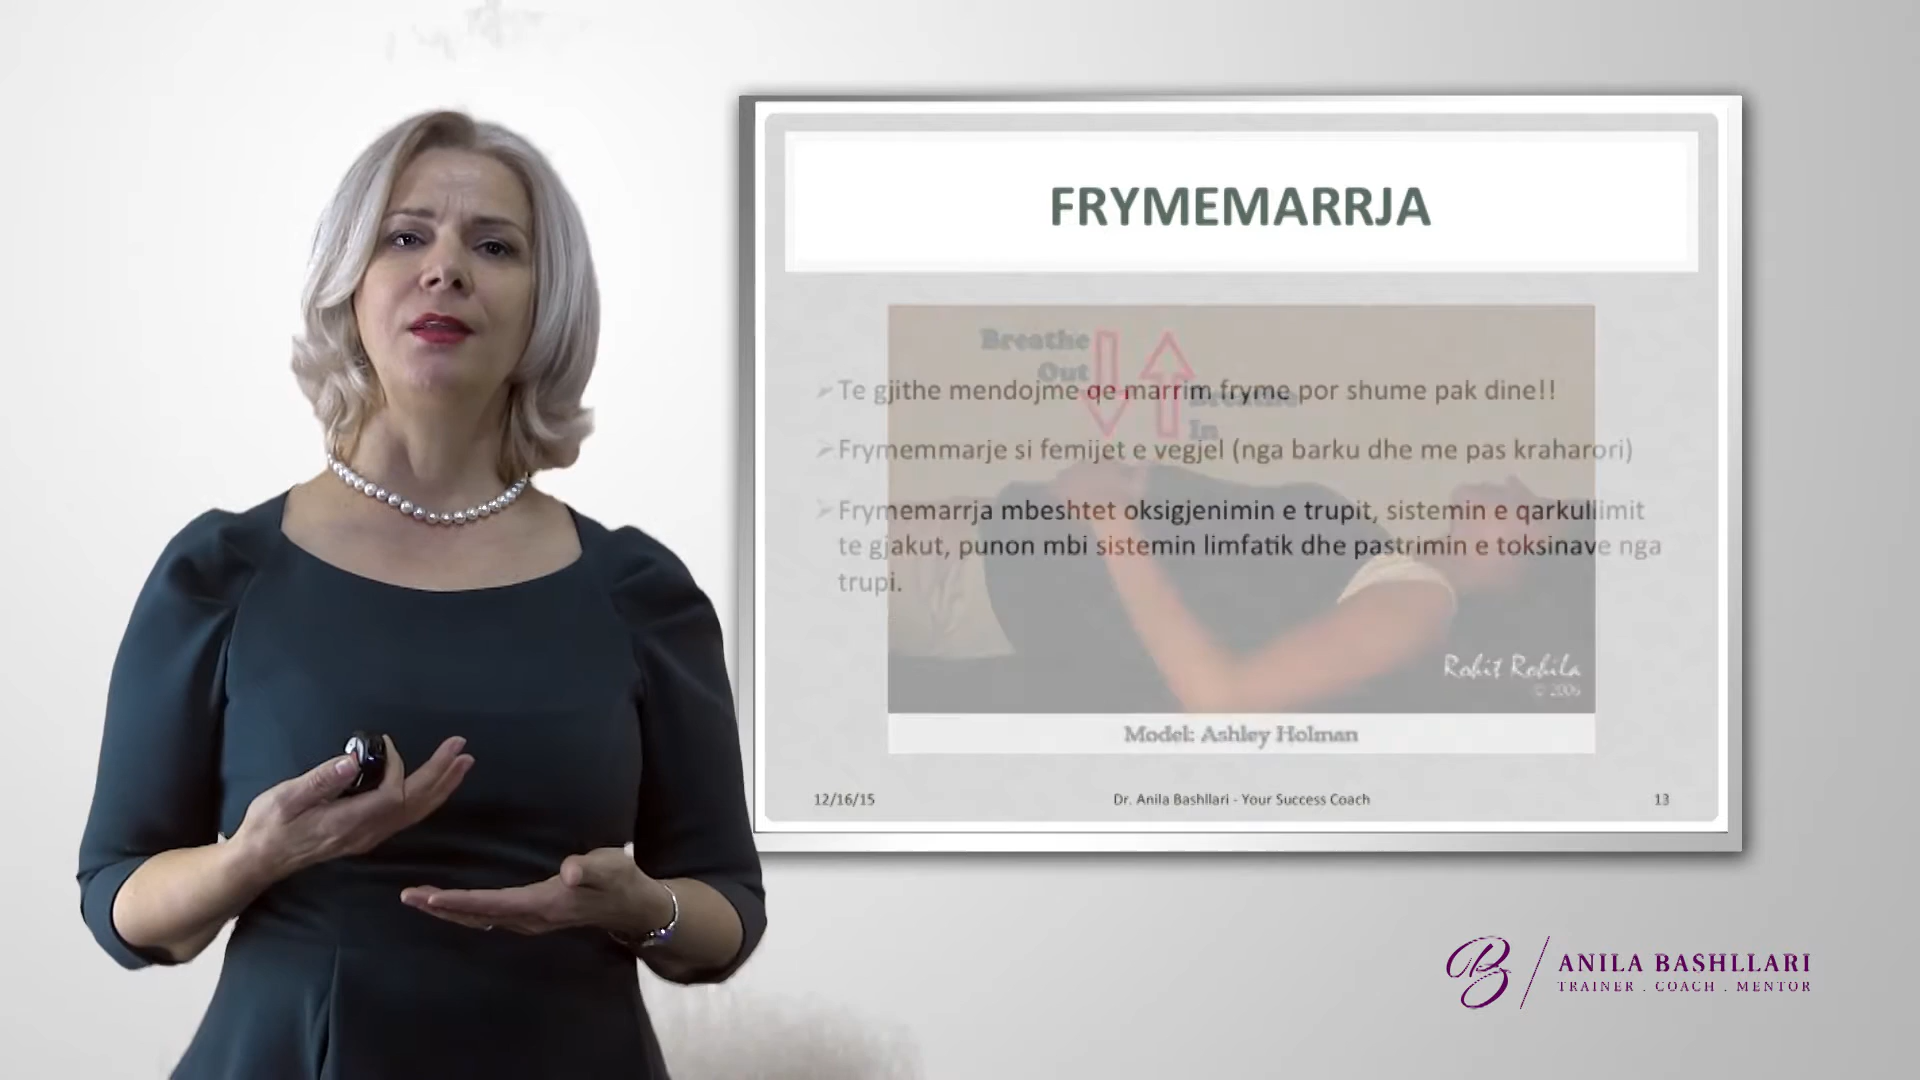 FRYMEMARRJA
Breathe
Out
Breathe
In
Te gjithe mendojme qe marrim fryme por shume pak dine!!
Frymemmarje si femijet e vegjel (nga barku dhe me pas kraharori)
Frymemarrja mbeshtet oksigjenimin e trupit, sistemin e qarkullimit
te gjakut, punon mbi sistemin limfatik dhe pastrimin e toksinave nga
trupi.
Rohit Rohila
© 2006
Model: Ashley Holman
12/16/15
Dr. Anila Bashllari - Your Success Coach
13
B
ANILA BASHLLARI
TRAINER . COACH . MENTOR